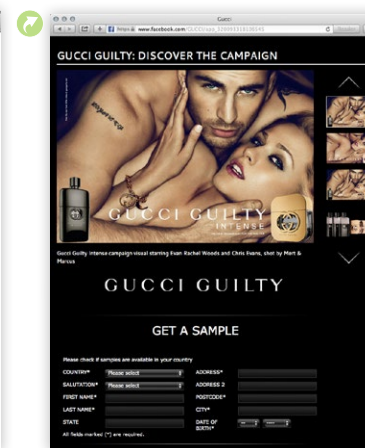 Gucci
www.facebook.com/GUCCI/app_
Reader
GUCCI GUILTY: DISCOVER THE CAMPAIGN
GUCCI GUILTY
INTENSE
Gucci Guilty Intense campaign visual starring Evan Rachel Woods and Chris Evans, shot by Mert &
Marcus
GUCCI GUILTY
GET A SAMPLE
Please check if samples are available in your country
COUNTRY* Please select ADDRESS*
SALUTATION* Please select ADDRESS 2
FIRST NAME* POSTCODE*
LAST NAME* CITY*
STATE DATE OF
BIRTH*
All fields marked (*) are required.